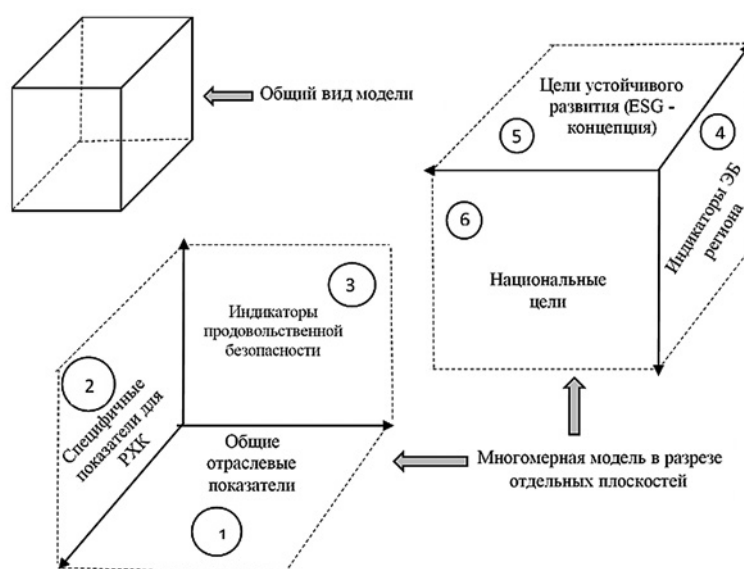 Общий вид модели
Цели устойчивого
развития (ESG -
концепция)
5
4
Индикаторы ЭБ
региона
6
Национальные
цели
3
Индикаторы
продовольственной
безопасности
2
Специфичные
показатели для
РХК
Общие
отраслевые
показатели
1
Многомерная модель в разрезе
отдельных плоскостей